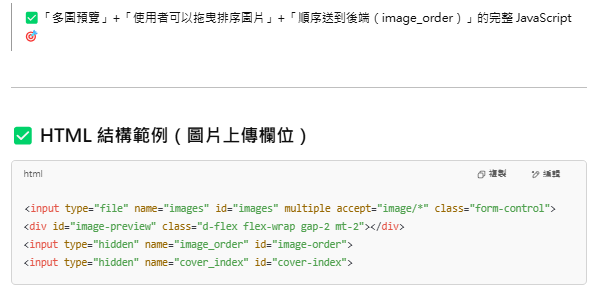 ✅「多圖預覽」+「使用者可以拖曳排序圖片」+「順序送到後端（image_order）」的完整 JavaScript
🎯
✅ HTML 結構範例（圖片上傳欄位）
html 複製 編輯
<input type="file" name="images" id="images" multiple accept="image/*" class="form-control">
<div id="image-preview" class="d-flex flex-wrap gap-2 mt-2"></div>
<input type="hidden" name="image_order" id="image-order">
<input type="hidden" name="cover_index" id="cover-index">